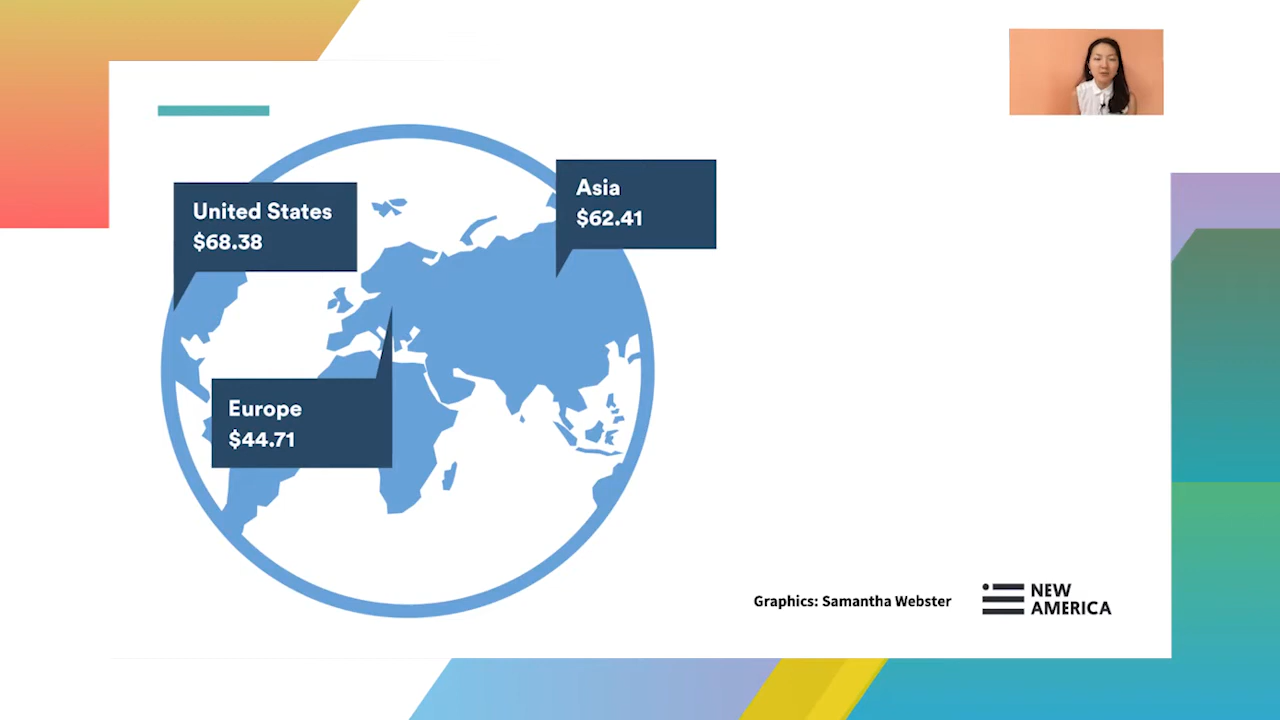 United States
$68.38
Asia
$62.41
Europe
$44.71
Graphics: Samantha Webster
NEW
AMERICA